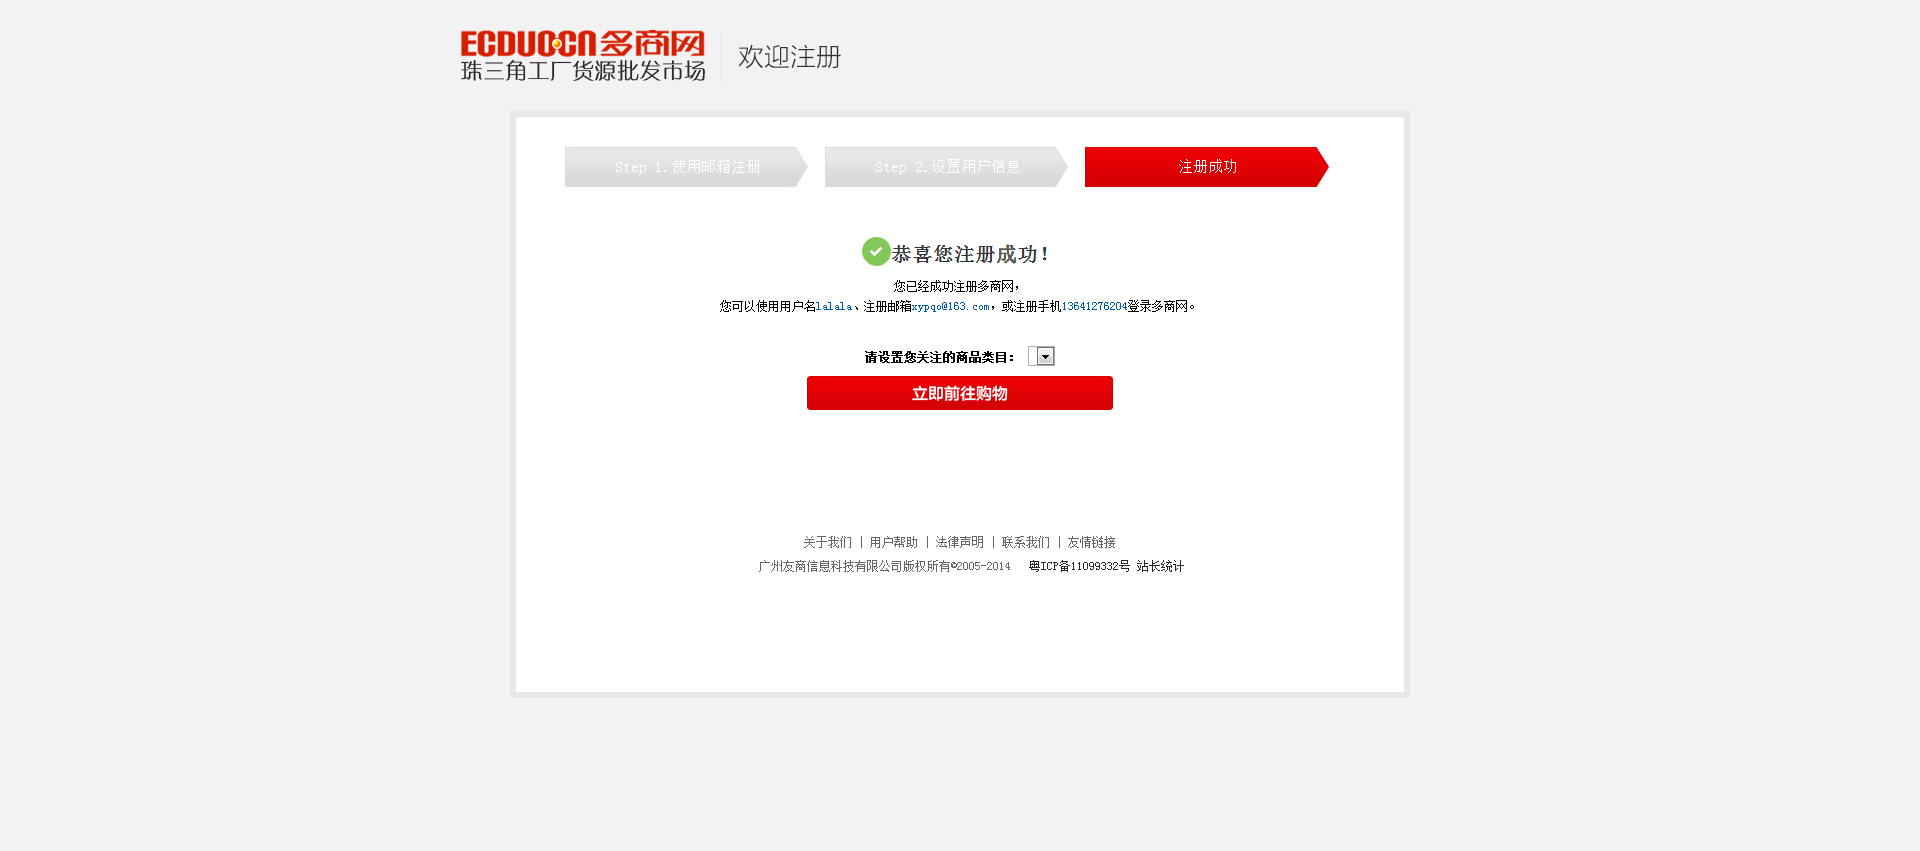 ECDUO.CN多商网
珠三角工厂货源批发市场
欢迎注册
Step 1.使用邮箱注册
Step 2.设置用户信息
注册成功
恭喜您注册成功！
您已经成功注册多商网，
您可以使用用户名lalala、注册邮箱xypqo@163.com，或注册手机13641276204登录多商网。
请设置您关注的商品类目：
立即前往购物
关于我们 | 用户帮助 | 法律声明 | 联系我们 | 友情链接
广州友商信息科技有限公司版权所有©2005-2014 粤ICP备11099332号 站长统计